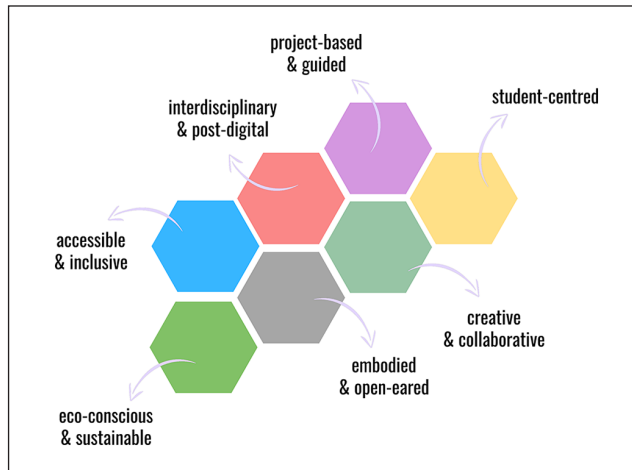 project-based
& guided
student-centred
interdisciplinary
& post-digital
accessible
& inclusive
creative
& collaborative
embodied
& open-eared
eco-conscious
& sustainable